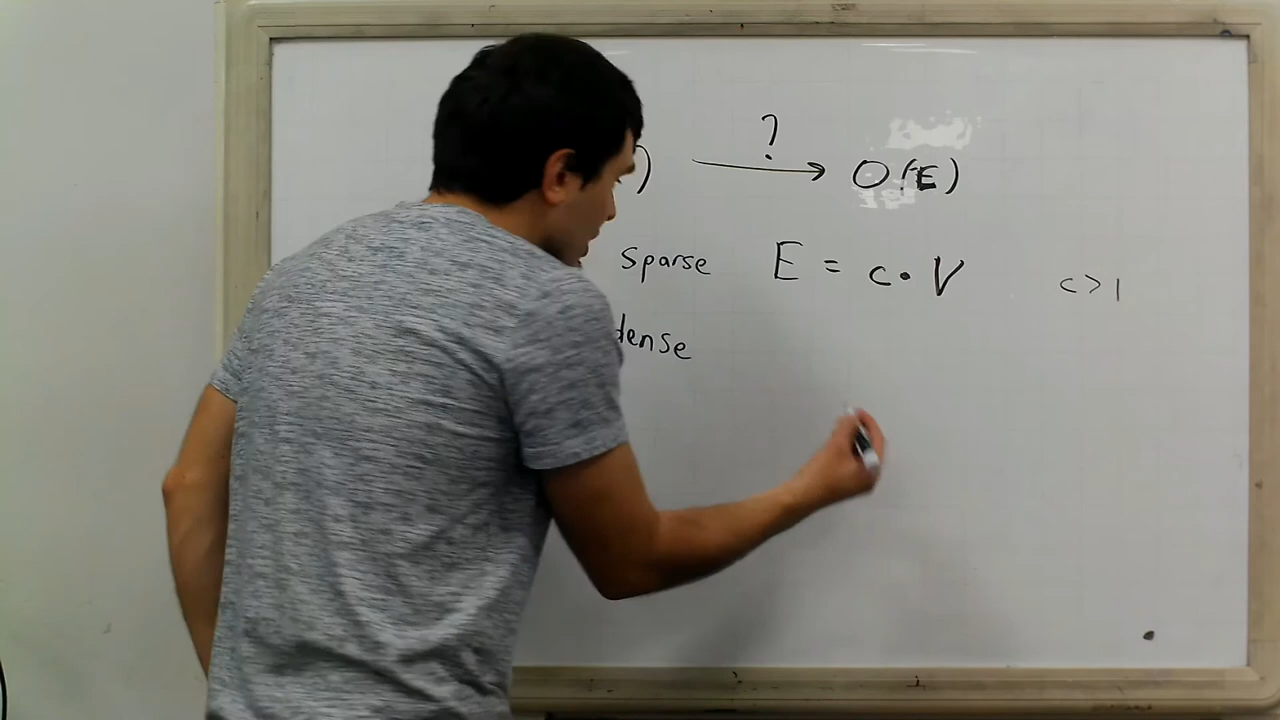 ) ? → O(E)
sparse E = c • V c > 1
dense